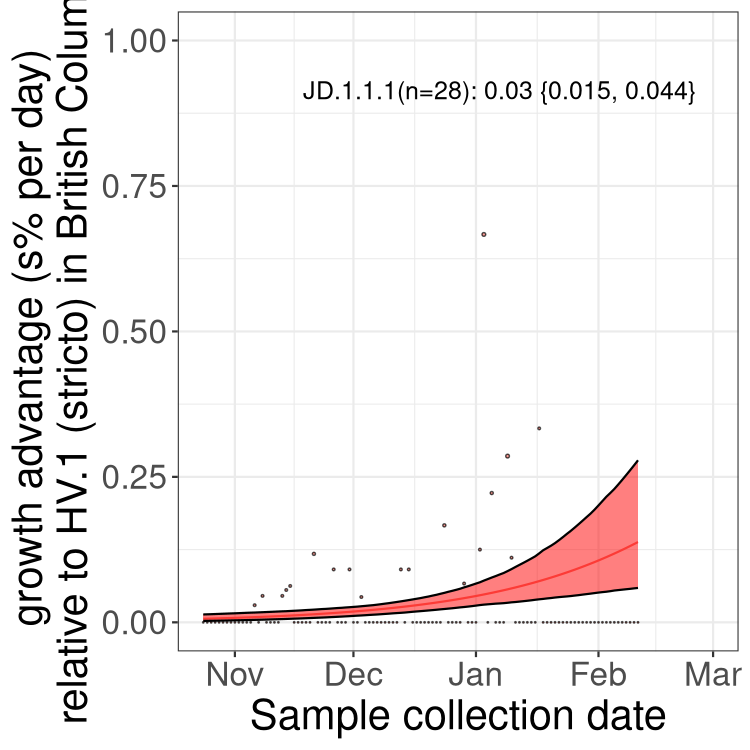 growth advantage (s% per day)
relative to HV.1 (stricto) in British Colum
1.00
0.75
0.50
0.25
0.00
JD.1.1.1(n=28): 0.03 {0.015, 0.044}
Nov Dec Jan Feb Mar
Sample collection date